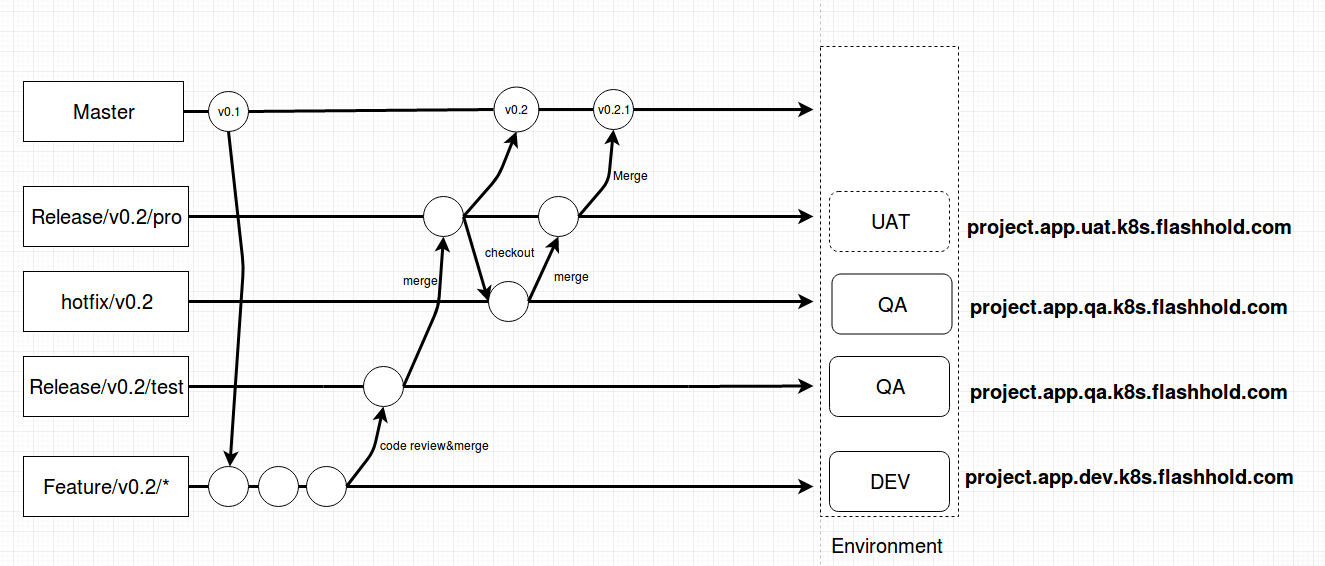 Master
v0.1
v0.2
v0.2.1
Merge
Release/v0.2/pro
UAT
project.app.uat.k8s.flashhold.com
checkout
merge
merge
hotfix/v0.2
QA
project.app.qa.k8s.flashhold.com
Release/v0.2/test
QA
project.app.qa.k8s.flashhold.com
code review&merge
Feature/v0.2/*
DEV
project.app.dev.k8s.flashhold.com
Environment